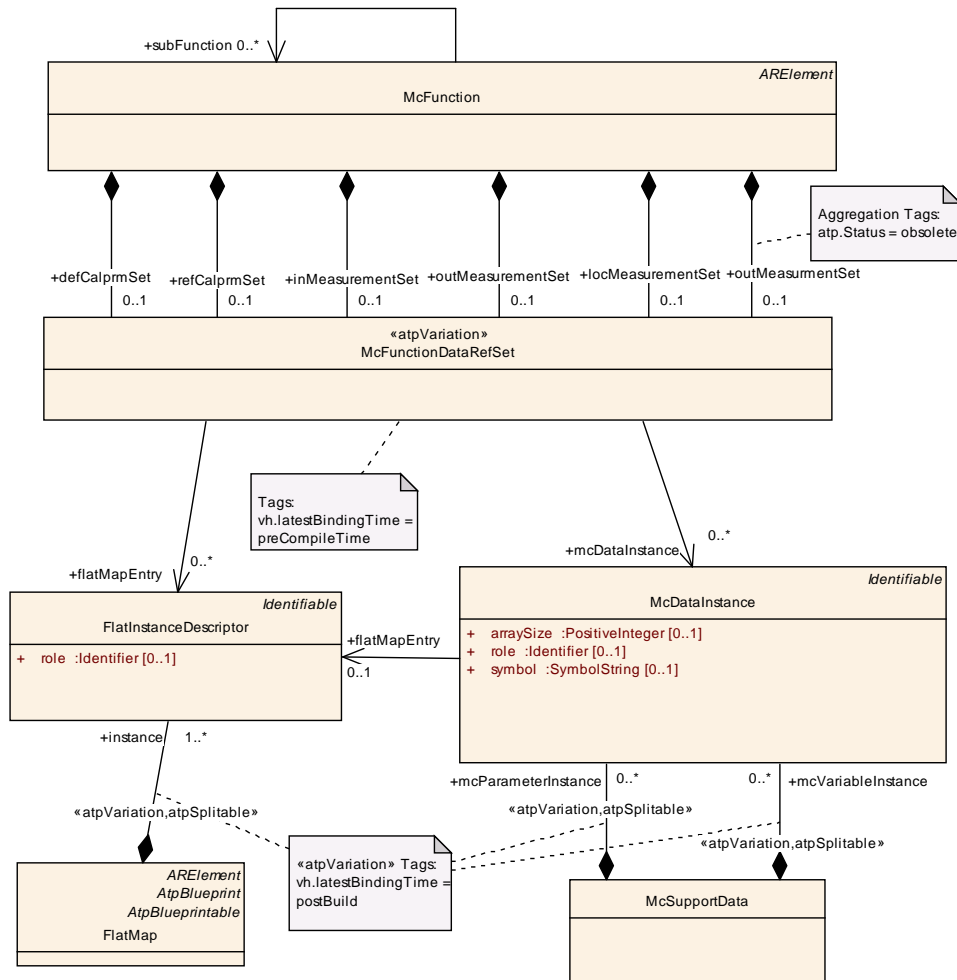 +subFunction 0..*
ARElement
McFunction
Aggregation Tags:
atp.Status = obsolete
+defCalprmSet
+refCalprmSet
+inMeasurementSet
+outMeasurementSet
+locMeasurementSet
+outMeasurmentSet
0..1
0..1
0..1
0..1
0..1
0..1
«atpVariation»
McFunctionDataRefSet
Tags:
vh.latestBindingTime =
preCompileTime
0..*
+flatMapEntry
0..*
+mcDataInstance
Identifiable
FlatInstanceDescriptor
+ role :Identifier [0..1]
+flatMapEntry
0..1
Identifiable
McDataInstance
+ arraySize :PositiveInteger [0..1]
+ role :Identifier [0..1]
+ symbol :SymbolString [0..1]
+instance 1..*
«atpVariation,atpSplitable»
+mcParameterInstance 0..*
«atpVariation,atpSplitable»
0..* +mcVariableInstance
«atpVariation,atpSplitable»
«atpVariation» Tags:
vh.latestBindingTime =
postBuild
ARElement
AtpBlueprint
AtpBlueprintable
FlatMap
McSupportData